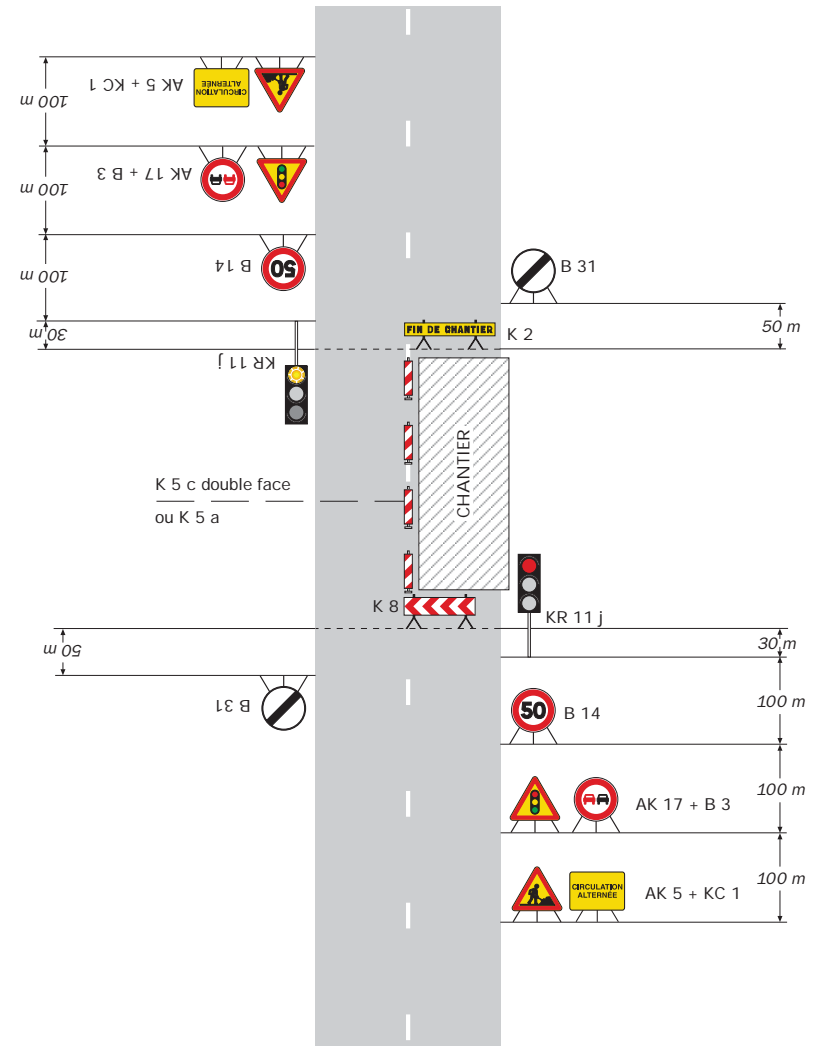 AK 5 + KC 1
CIRCULATION
ALTERNÉE
100 m
AK 17 + B 3
100 m
B 14
50
100 m
30 m
KR 11 j
B 31
50 m
FIN DE CHANTIER
K 2
CHANTIER
K 5 c double face
ou K 5 a
K 8
KR 11 j
30 m
50 m
B 31
50
B 14
100 m
AK 17 + B 3
100 m
CIRCULATION
ALTERNÉE
AK 5 + KC 1
100 m